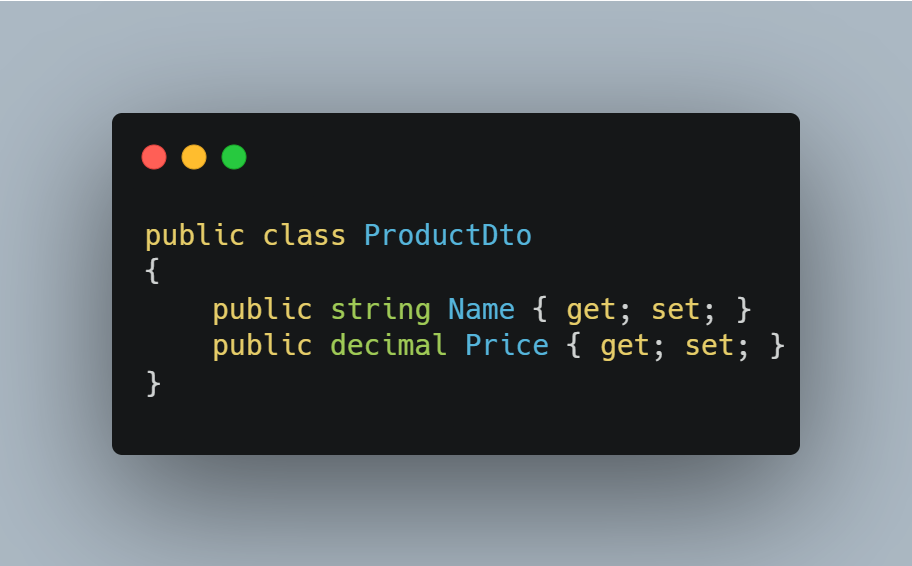 public class ProductDto
{
    public string Name { get; set; }
    public decimal Price { get; set; }
}